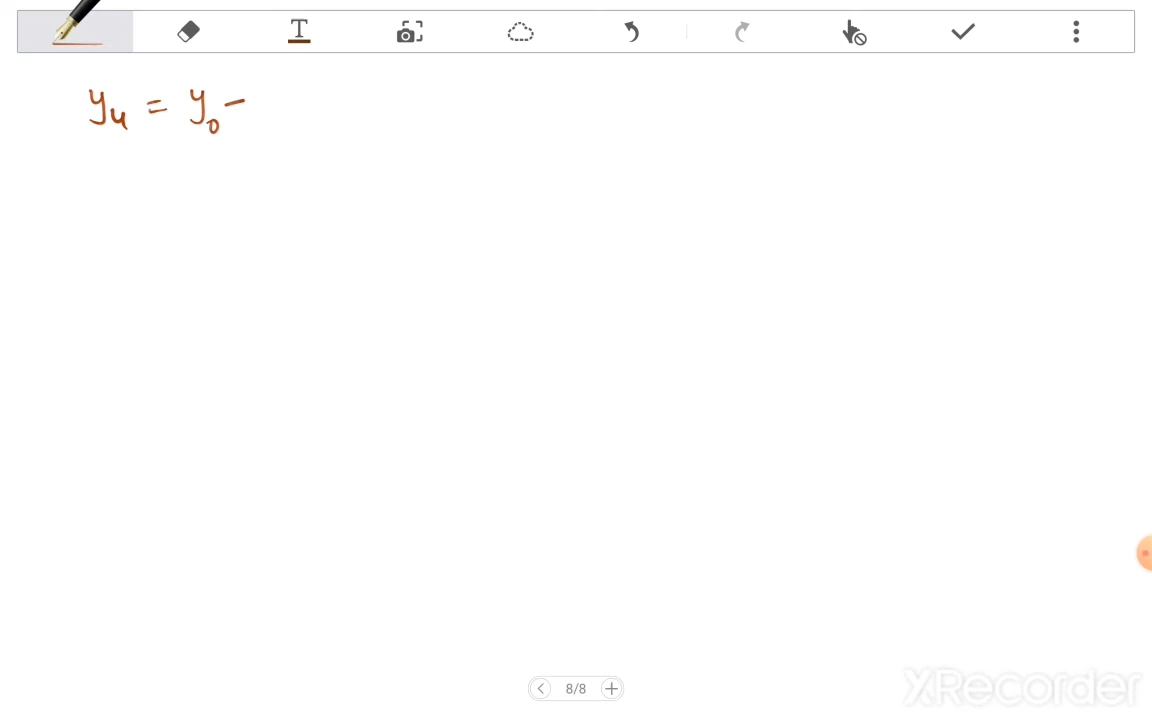 T
y₄ = y₀ −
8/8
XRecorder